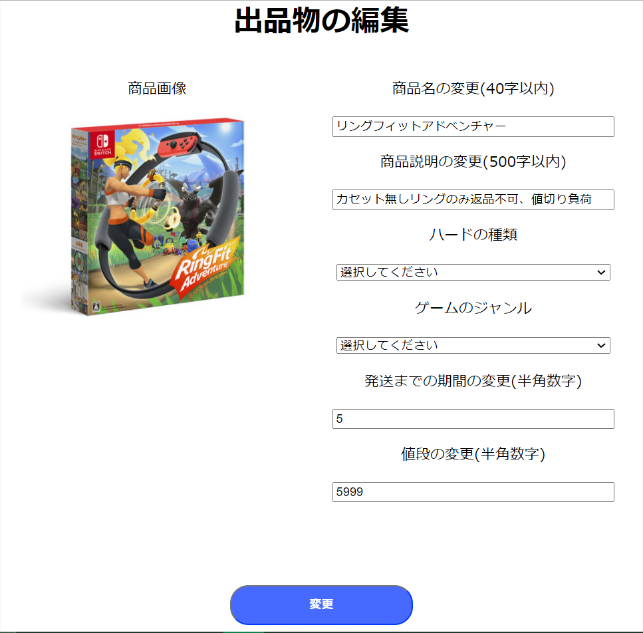 出品物の編集
商品画像
NINTENDO
SWITCH
RingFit
Adventure
商品名の変更(40字以内)
リングフィットアドベンチャー
商品説明の変更(500字以内)
カセット無しリングのみ返品不可、値切り負荷
ハードの種類
選択してください
ゲームのジャンル
選択してください
発送までの期間の変更(半角数字)
5
値段の変更(半角数字)
5999
変更